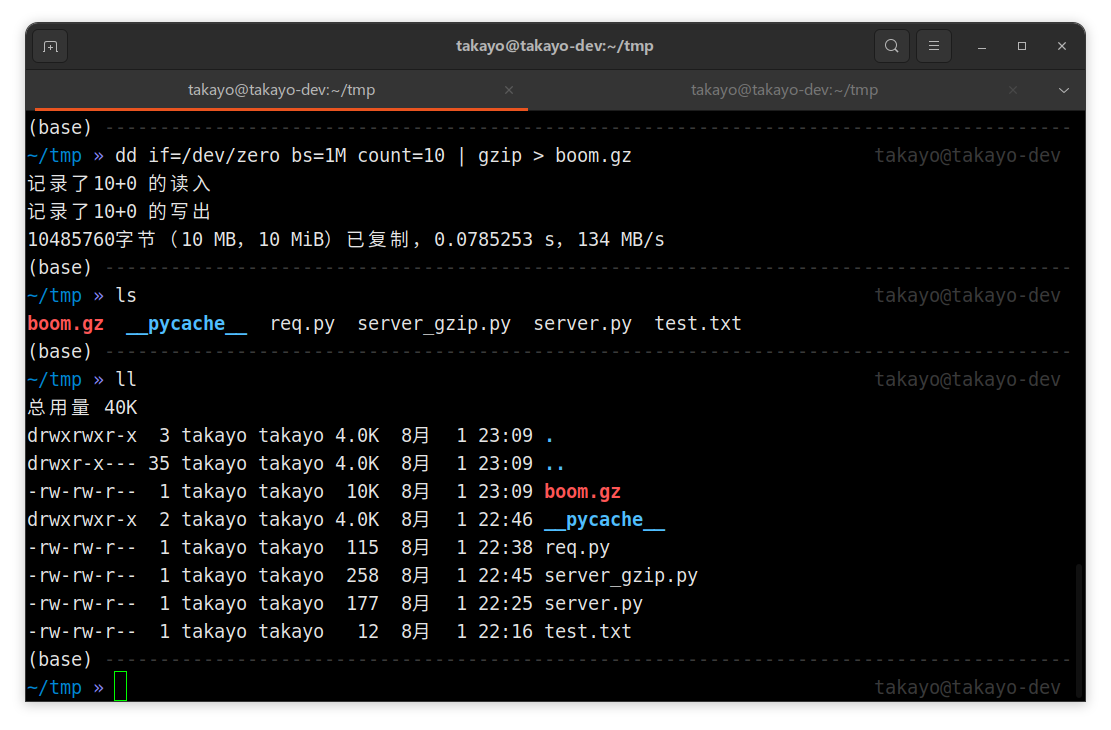 takayo@takayo-dev:~/tmp
takayo@takayo-dev:~/tmp takayo@takayo-dev:~/tmp
(base) ----------------------------------------------------------------------------------------
~/tmp » dd if=/dev/zero bs=1M count=10 | gzip > boom.gz takayo@takayo-dev
记录了10+0 的读入
记录了10+0 的写出
10485760字节（10 MB，10 MiB）已复制，0.0785253 s，134 MB/s
(base) ----------------------------------------------------------------------------------------
~/tmp » ls takayo@takayo-dev
boom.gz  __pycache__  req.py  server_gzip.py  server.py  test.txt
(base) ----------------------------------------------------------------------------------------
~/tmp » ll takayo@takayo-dev
总用量 40K
drwxrwxr-x  3 takayo takayo 4.0K  8月   1 23:09 .
drwxr-x--- 35 takayo takayo 4.0K  8月   1 23:09 ..
-rw-rw-r--  1 takayo takayo  10K  8月   1 23:09 boom.gz
drwxrwxr-x  2 takayo takayo 4.0K  8月   1 22:46 __pycache__
-rw-rw-r--  1 takayo takayo  115  8月   1 22:38 req.py
-rw-rw-r--  1 takayo takayo  258  8月   1 22:45 server_gzip.py
-rw-rw-r--  1 takayo takayo  177  8月   1 22:25 server.py
-rw-rw-r--  1 takayo takayo   12  8月   1 22:16 test.txt
(base) ----------------------------------------------------------------------------------------
~/tmp » takayo@takayo-dev